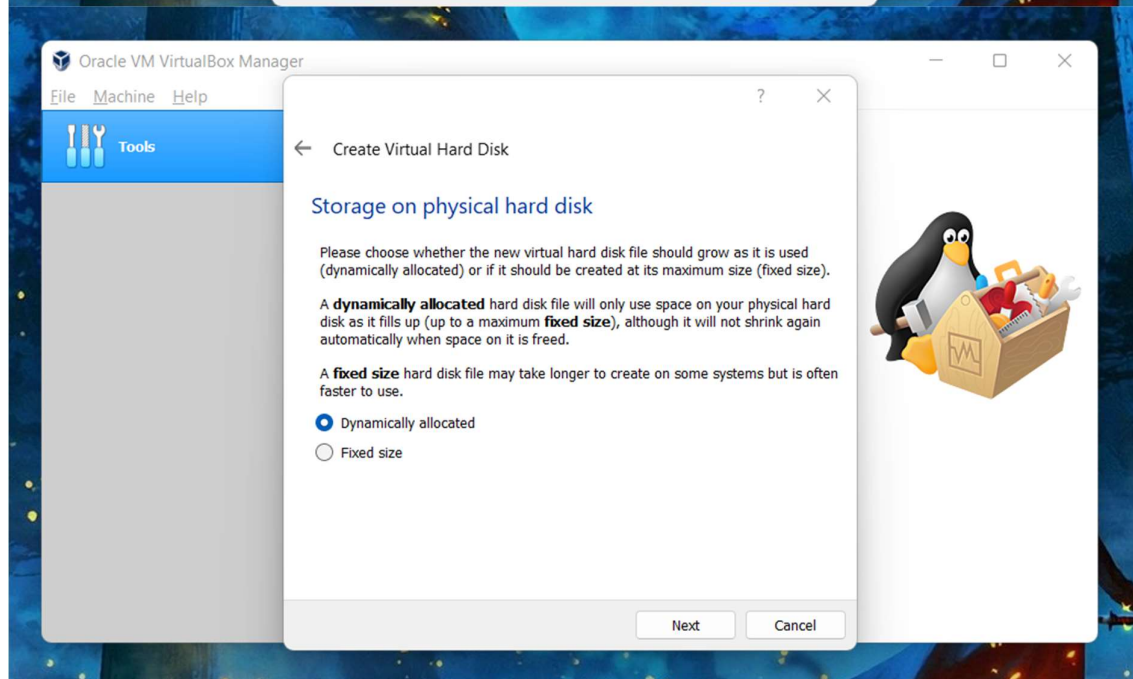 Oracle VM VirtualBox Manager
File Machine Help
Tools
?
Create Virtual Hard Disk
Storage on physical hard disk
Please choose whether the new virtual hard disk file should grow as it is used
(dynamically allocated) or if it should be created at its maximum size (fixed size).
A dynamically allocated hard disk file will only use space on your physical hard
disk as it fills up (up to a maximum fixed size), although it will not shrink again
automatically when space on it is freed.
A fixed size hard disk file may take longer to create on some systems but is often
faster to use.
Dynamically allocated
Fixed size
Next Cancel